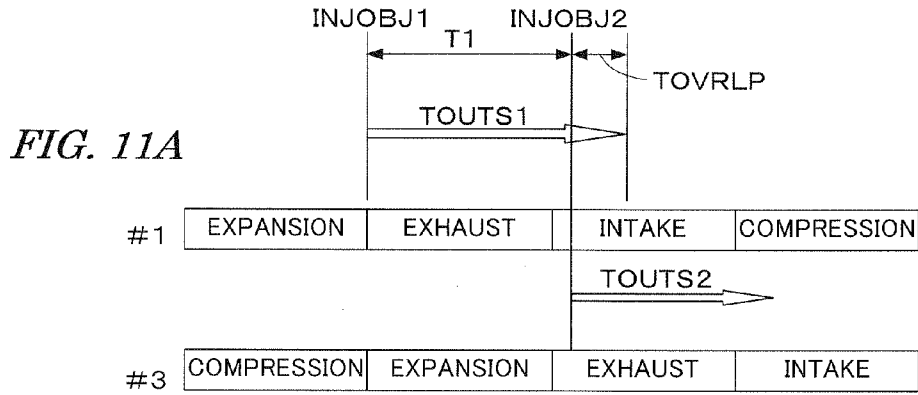 INJOBJ1 INJOBJ2
T1
TOVRLP
TOUTS1
FIG. 11A
#1 EXPANSION EXHAUST INTAKE COMPRESSION
TOUTS2
#3 COMPRESSION EXPANSION EXHAUST INTAKE